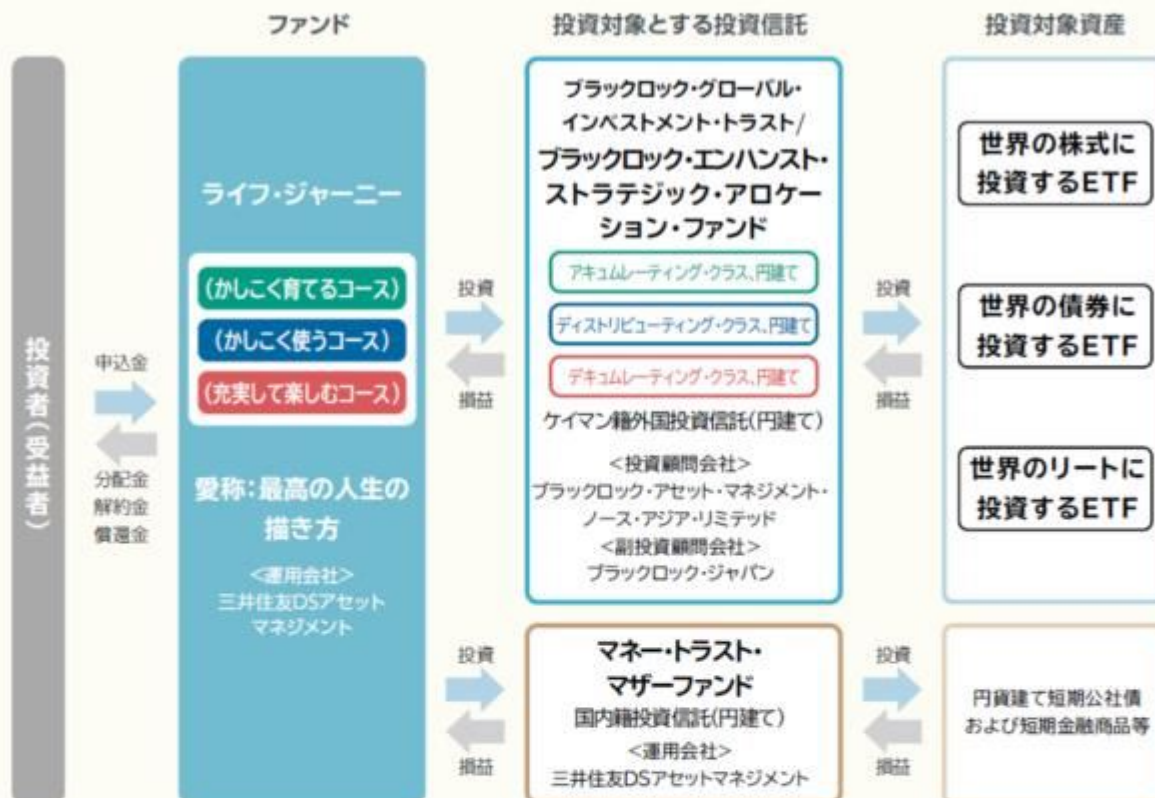 ファンド
投資対象とする投資信託
投資対象資産
投資者(受益者)
申込金
分配金
解約金
償還金
ライフ・ジャーニー
(かしこく育てるコース)
(かしこく使うコース)
(充実して楽しむコース)
愛称:最高の人生の
描き方
<運用会社>
三井住友DSアセット
マネジメント
投資
損益
ブラックロック・グローバル・
インベストメント・トラスト/
ブラックロック・エンハンスト・
ストラテジック・アロケー
ション・ファンド
アキュムレーティング・クラス、円建て
ディストリビューティング・クラス、円建て
デキュムレーティング・クラス、円建て
ケイマン籍外国投資信託(円建て)
<投資顧問会社>
ブラックロック・アセット・マネジメント・
ノース・アジア・リミテッド
<副投資顧問会社>
ブラックロック・ジャパン
投資
損益
世界の株式に
投資するETF
世界の債券に
投資するETF
世界のリートに
投資するETF
投資
損益
マネー・トラスト・
マザーファンド
国内籍投資信託(円建て)
<運用会社>
三井住友DSアセットマネジメント
投資
損益
円貨建て短期公社債
および短期金融商品等